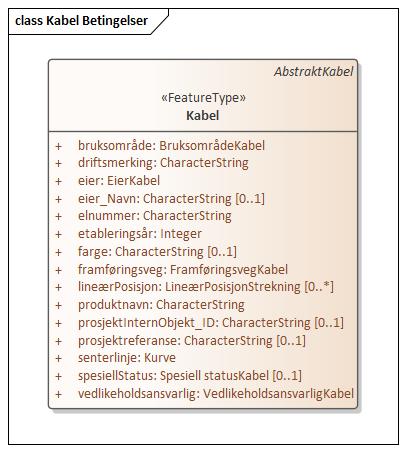 class Kabel Betingelser
AbstraktKabel
«FeatureType»
Kabel
+ bruksområde: BruksområdeKabel
+ driftsmerking: CharacterString
+ eier: EierKabel
+ eier_Navn: CharacterString [0..1]
+ elnummer: CharacterString
+ etableringsår: Integer
+ farge: CharacterString [0..1]
+ framføringsveg: FramføringsvegKabel
+ lineærPosisjon: LineærPosisjonStrekning [0..*]
+ produktnavn: CharacterString
+ prosjektInternObjekt_ID: CharacterString [0..1]
+ prosjektreferanse: CharacterString [0..1]
+ senterlinje: Kurve
+ spesiellStatus: Spesiell statusKabel [0..1]
+ vedlikeholdsansvarlig: VedlikeholdsansvarligKabel